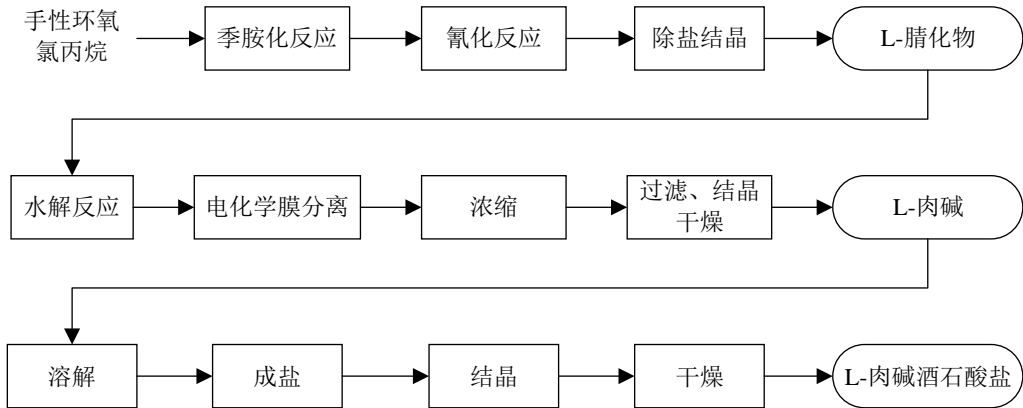 手性环氧
氯丙烷
季胺化反应
氰化反应
除盐结晶
L-腈化物
水解反应
电化学膜分离
浓缩
过滤、结晶
干燥
L-肉碱
溶解
成盐
结晶
干燥
L-肉碱酒石酸盐